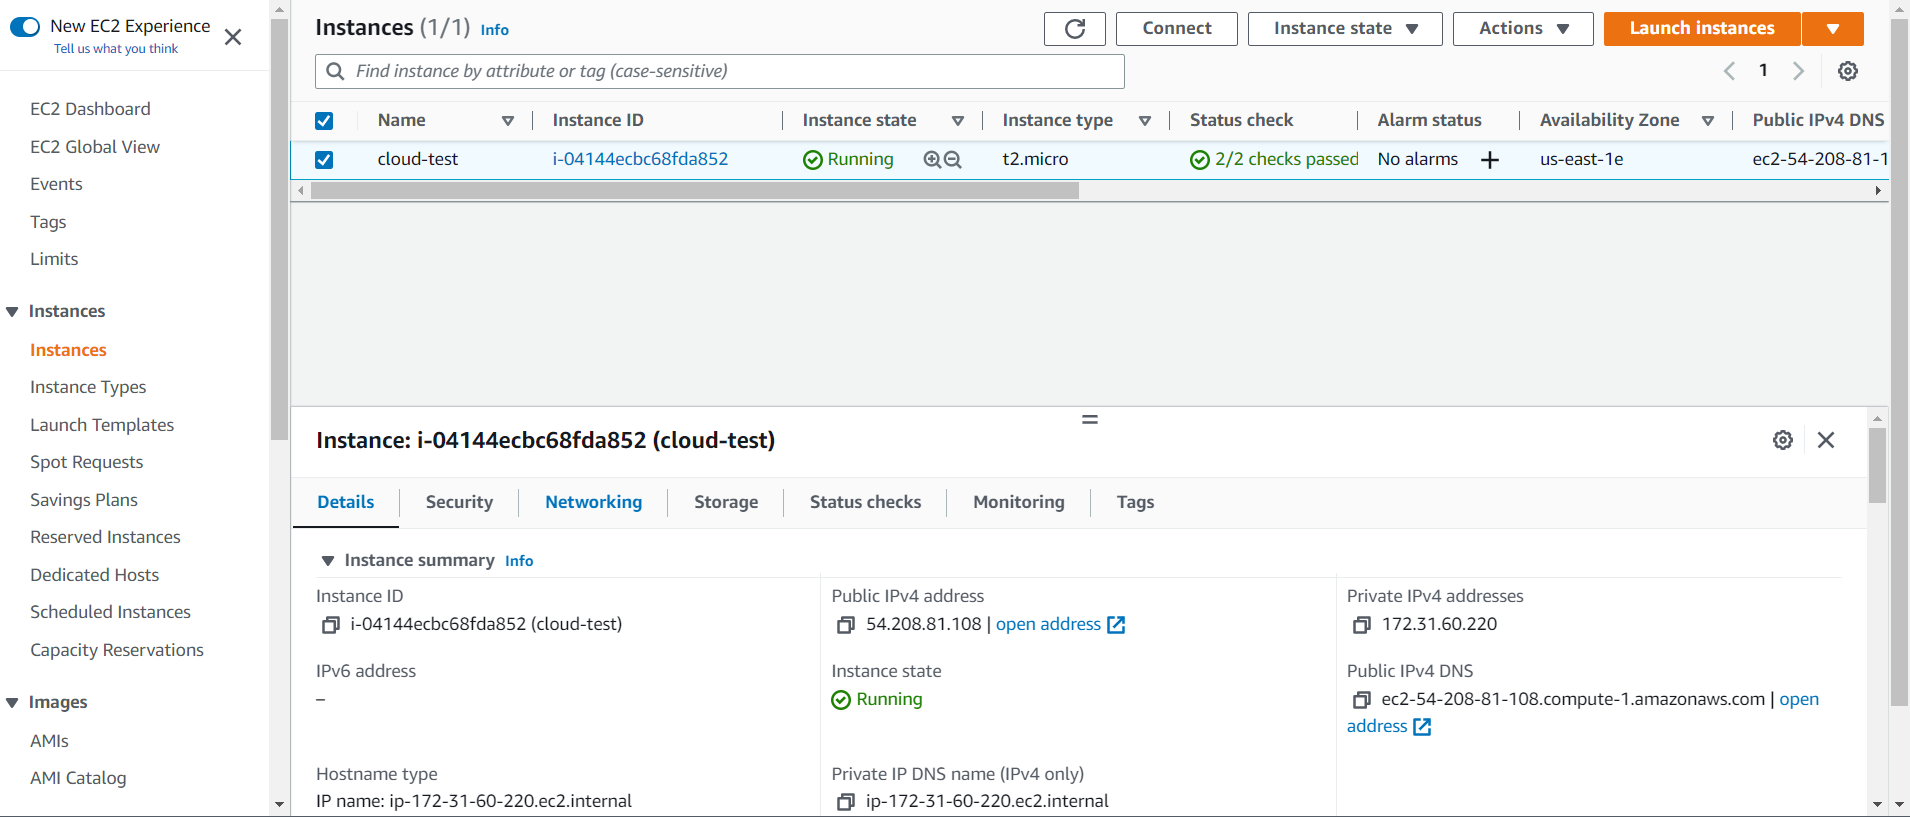 New EC2 Experience
Tell us what you think
EC2 Dashboard
EC2 Global View
Events
Tags
Limits
Instances
Instances
Instance Types
Launch Templates
Spot Requests
Savings Plans
Reserved Instances
Dedicated Hosts
Scheduled Instances
Capacity Reservations
Images
AMIs
AMI Catalog
Instances (1/1) Info
Connect Instance state Actions Launch instances
Find instance by attribute or tag (case-sensitive)
1
Name Instance ID Instance state Instance type Status check Alarm status Availability Zone Public IPv4 DNS
cloud-test i-04144ecbc68fda852 Running t2.micro 2/2 checks passed No alarms us-east-1e ec2-54-208-81-1
Instance: i-04144ecbc68fda852 (cloud-test)
Details Security Networking Storage Status checks Monitoring Tags
Instance summary Info
Instance ID
i-04144ecbc68fda852 (cloud-test)
Public IPv4 address
54.208.81.108 | open address
Private IPv4 addresses
172.31.60.220
IPv6 address
–
Instance state
Running
Public IPv4 DNS
ec2-54-208-81-108.compute-1.amazonaws.com | open
address
Hostname type
IP name: ip-172-31-60-220.ec2.internal
Private IP DNS name (IPv4 only)
ip-172-31-60-220.ec2.internal